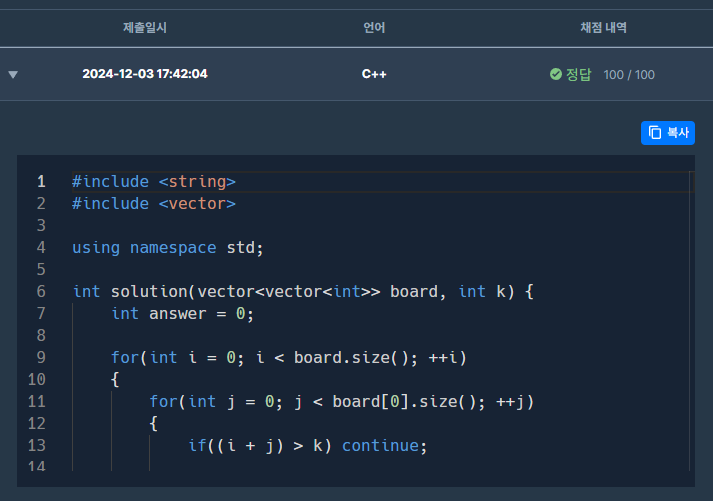 제출일시 언어 채점 내역
▼ 2024-12-03 17:42:04 C++ 정답 100 / 100
복사
1 #include <string>
2 #include <vector>
3
4 using namespace std;
5
6 int solution(vector<vector<int>> board, int k) {
7 int answer = 0;
8
9 for(int i = 0; i < board.size(); ++i)
10 {
11 for(int j = 0; j < board[0].size(); ++j)
12 {
13 if((i + j) > k) continue;
14